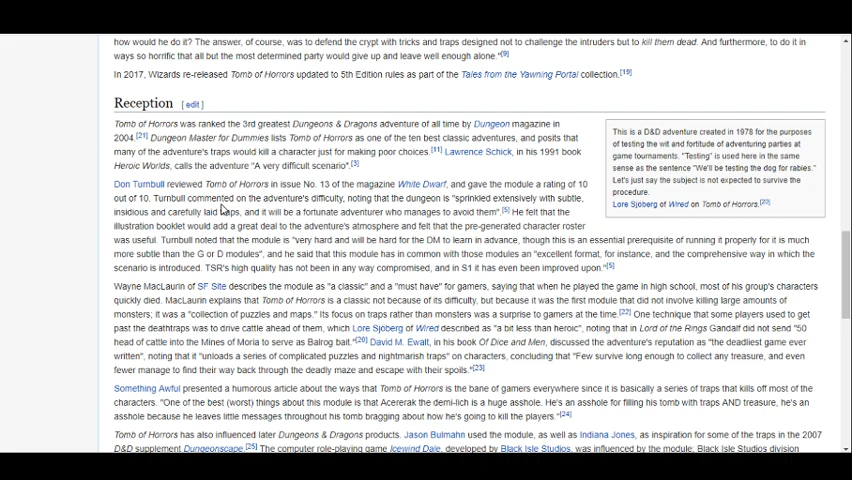 how would he do it? The answer, of course, was to defend the crypt with tricks and traps designed not to challenge the intruders but to kill them dead. And furthermore, to do it in
ways so horrific that all but the most determined party would give up and leave well enough alone."[9]
In 2017, Wizards re-released Tomb of Horrors updated to 5th Edition rules as part of the Tales from the Yawning Portal collection.[19]
Reception [ edit ]
Tomb of Horrors was ranked the 3rd greatest Dungeons & Dragons adventure of all time by Dungeon magazine in
2004.[21] Dungeon Master for Dummies lists Tomb of Horrors as one of the ten best classic adventures, and posits that
many of the adventure's traps would kill a character just for making poor choices.[11] Lawrence Schick, in his 1991 book
Heroic Worlds, calls the adventure "A very difficult scenario".[3]
This is a D&D adventure created in 1978 for the purposes
of testing the wit and fortitude of adventuring parties at
game tournaments. "Testing" is used here in the same
sense as the sentence "We'll be testing the dog for rabies."
Let's just say the subject is not expected to survive the
procedure.
Lore Sjoberg of Wired on Tomb of Horrors.[20]
Don Turnbull reviewed Tomb of Horrors in issue No. 13 of the magazine White Dwarf, and gave the module a rating of 10
out of 10. Turnbull commented on the adventure's difficulty, noting that the dungeon is "sprinkled extensively with subtle,
insidious and carefully laid traps, and it will be a fortunate adventurer who manages to avoid them".[5] He felt that the
illustration booklet would add a great deal to the adventure's atmosphere and felt that the pre-generated character roster
was useful. Turnbull noted that the module is "very hard and will be hard for the DM to learn in advance, though this is an essential prerequisite of running it properly for it is much
more subtle than the G or D modules", and he said that this module has in common with those modules an "excellent format, for instance, and the comprehensive way in which the
scenario is introduced. TSR's high quality has not been in any way compromised, and in S1 it has even been improved upon."[5]
Wayne MacLaurin of SF Site describes the module as "a classic" and a "must have" for gamers, saying that when he played the game in high school, most of his group's characters
quickly died. MacLaurin explains that Tomb of Horrors is a classic not because of its difficulty, but because it was the first module that did not involve killing large amounts of
monsters; it was a "collection of puzzles and maps." Its focus on traps rather than monsters was a surprise to gamers at the time.[22] One technique that some players used to get
past the deathtraps was to drive cattle ahead of them, which Lore Sjoberg of Wired described as "a bit less than heroic", noting that in Lord of the Rings Gandalf did not send "50
head of cattle into the Mines of Moria to serve as Balrog bait."[20] David M. Ewalt, in his book Of Dice and Men, discussed the adventure's reputation as "the deadliest game ever
written", noting that it "unloads a series of complicated puzzles and nightmarish traps" on characters, concluding that "Few survive long enough to collect any treasure, and even
fewer manage to find their way back through the deadly maze and escape with their spoils."[23]
Something Awful presented a humorous article about the ways that Tomb of Horrors is the bane of gamers everywhere since it is basically a series of traps that kills off most of the
characters. "One of the best (worst) things about this module is that Acererak the demi-lich is a huge asshole. He's an asshole for filling his tomb with traps AND treasure, he's an
asshole because he leaves little messages throughout his tomb bragging about how he's going to kill the players."[24]
Tomb of Horrors has also influenced later Dungeons & Dragons products. Jason Bulmahn used the module, as well as Indiana Jones, as inspiration for some of the traps in the 2007
D&D supplement Dungeonscape.[25] The computer role-playing game Icewind Dale, developed by Black Isle Studios, was influenced by the module; Black Isle Studios division